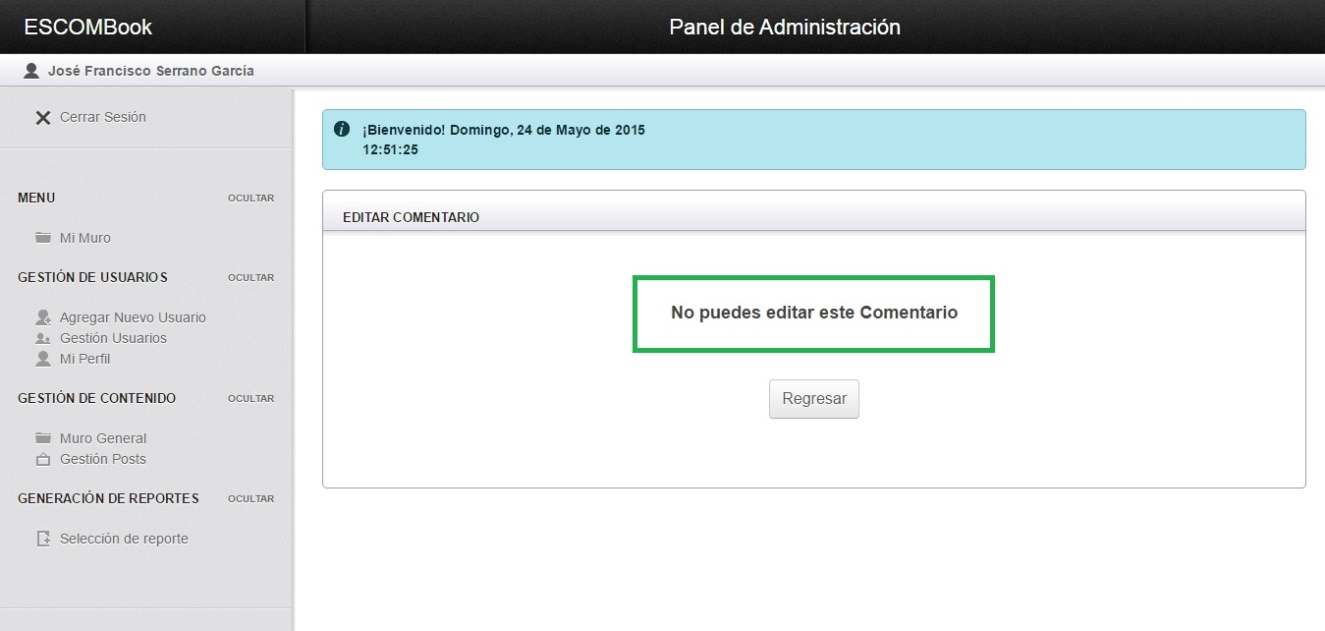 ESCOMBook
Panel de Administración
José Francisco Serrano García
Cerrar Sesión
¡Bienvenido! Domingo, 24 de Mayo de 2015
12:51:25
MENU OCULTAR
Mi Muro
GESTIÓN DE USUARIOS OCULTAR
Agregar Nuevo Usuario
Gestión Usuarios
Mi Perfil
GESTIÓN DE CONTENIDO OCULTAR
Muro General
Gestión Posts
GENERACIÓN DE REPORTES OCULTAR
Selección de reporte
EDITAR COMENTARIO
No puedes editar este Comentario
Regresar